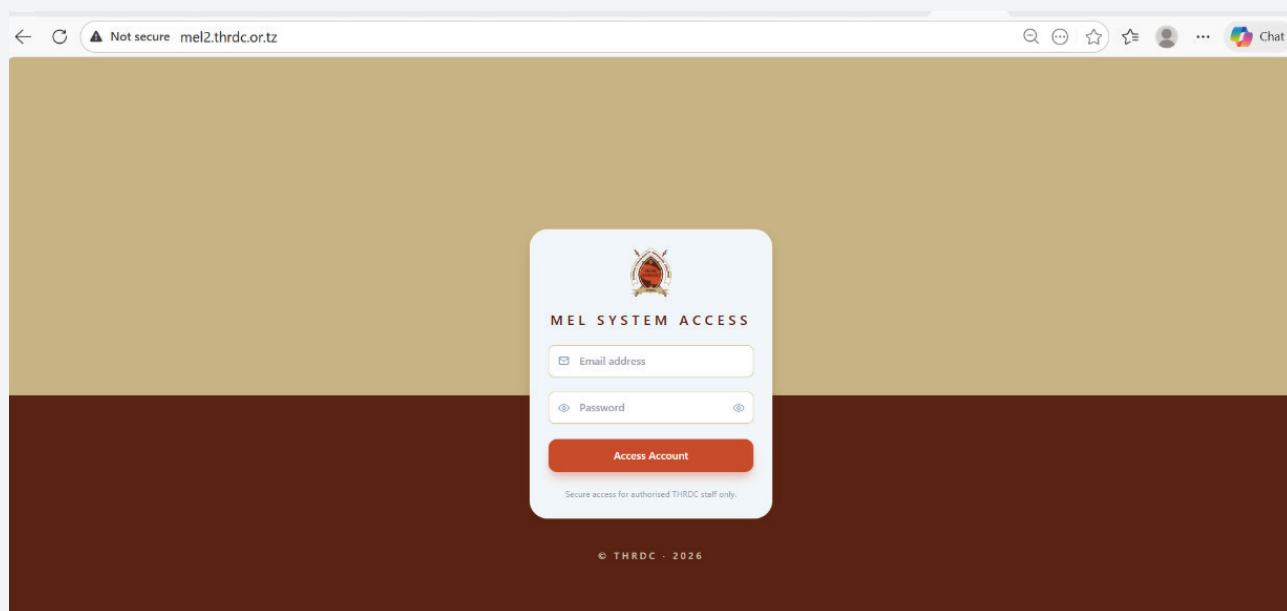 Not secure mel2.thrdc.or.tz
Chat
MEL SYSTEM ACCESS
Email address
Password
Access Account
Secure access for authorised THRDC staff only.
© THRDC · 2026